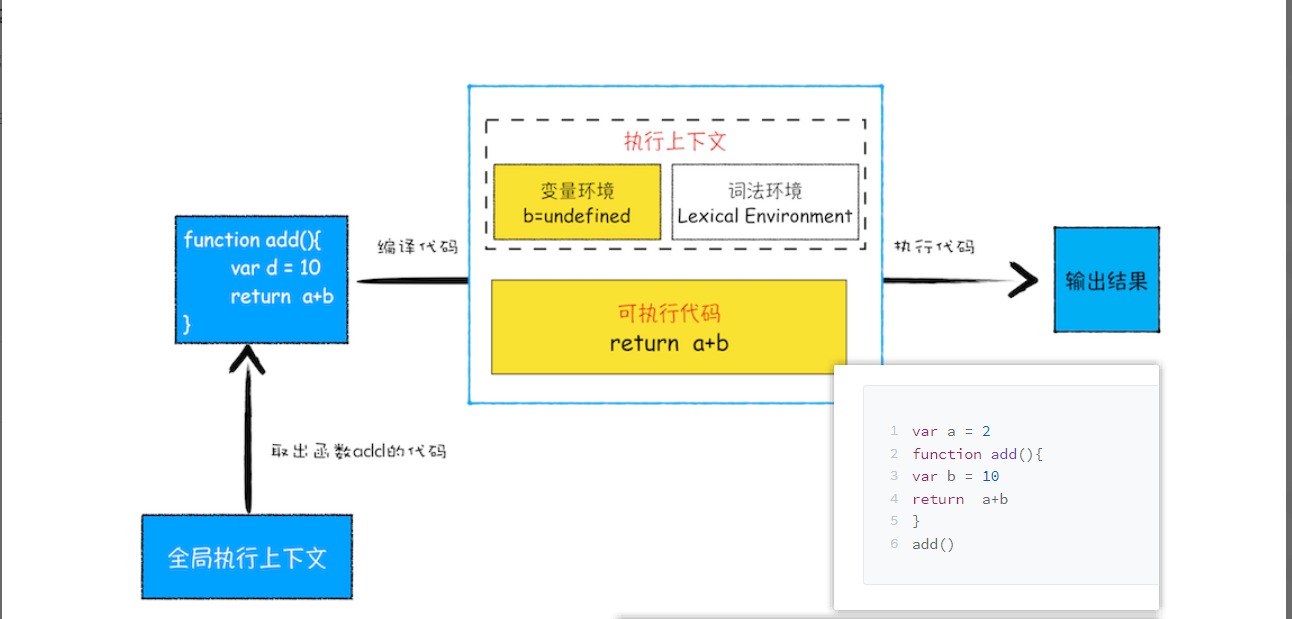 执行上下文
变量环境
b=undefined
词法环境
Lexical Environment
function add(){
var d = 10
return a+b
}
编译代码
执行代码
输出结果
可执行代码
return a+b
取出函数add的代码
全局执行上下文
1 var a = 2
2 function add(){
3 var b = 10
4 return  a+b
5 }
6 add()